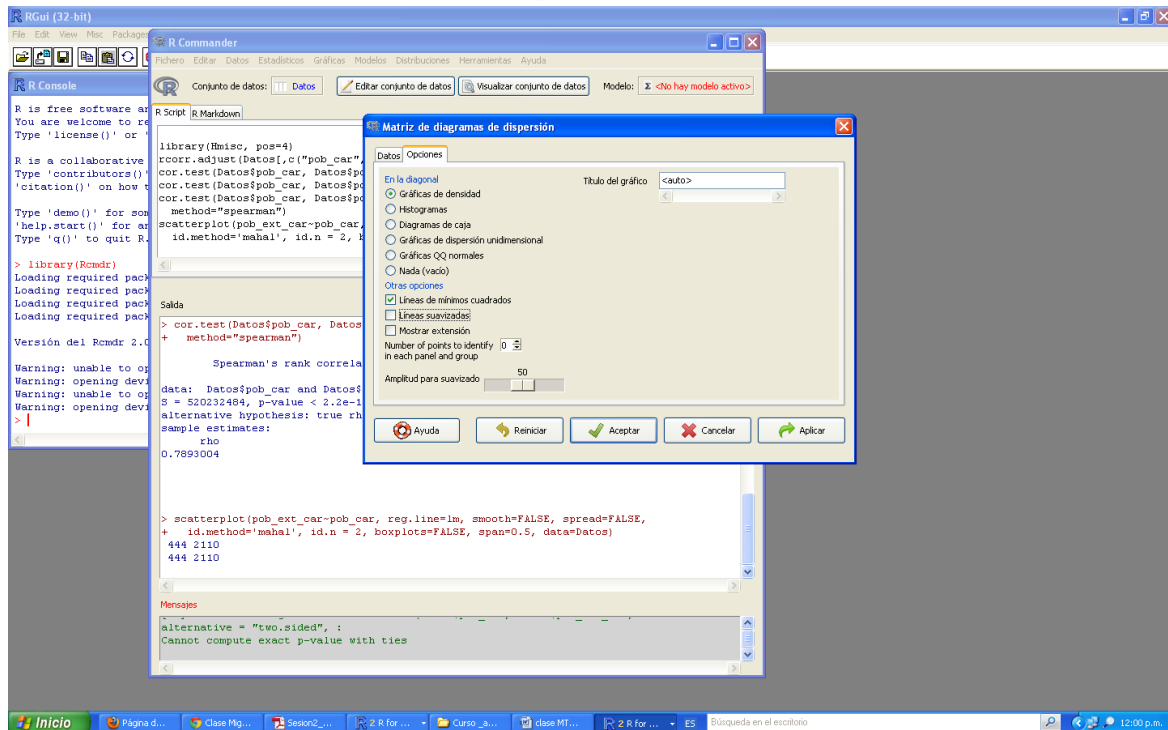 RGui (32-bit)
File Edit View Misc Packages
R Console
R is free software an
You are welcome to re
Type 'license()' or '
R is a collaborative
Type 'contributors()'
'citation()' on how t
Type 'demo()' for som
'help.start()' for an
Type 'q()' to quit R.
> library(Rcmdr)
Loading required pack
Loading required pack
Loading required pack
Loading required pack
Versión del Rcmdr 2.0
Warning: unable to op
Warning: opening devi
Warning: unable to op
Warning: opening devi
>
R Commander
Fichero Editar Datos Estadísticos Gráficas Modelos Distribuciones Herramientas Ayuda
Conjunto de datos: Datos Editar conjunto de datos Visualizar conjunto de datos Modelo: Σ <No hay modelo activo>
R Script R Markdown
library(Hmisc, pos=4)
rcorr.adjust(Datos[,c("pob_car",
cor.test(Datos$pob_car, Datos$po
cor.test(Datos$pob_car, Datos$po
cor.test(Datos$pob_car, Datos$po
method="spearman")
scatterplot(pob_ext_car~pob_car,
id.method='mahal', id.n = 2, b
Salida
> cor.test(Datos$pob_car, Datos
+ method="spearman")
Spearman's rank correla
data: Datos$pob_car and Datos$
S = 520232484, p-value < 2.2e-1
alternative hypothesis: true rh
sample estimates:
rho
0.7893004
> scatterplot(pob_ext_car~pob_car, reg.line=lm, smooth=FALSE, spread=FALSE,
+ id.method='mahal', id.n = 2, boxplots=FALSE, span=0.5, data=Datos)
444 2110
444 2110
Mensajes
alternative = "two.sided", :
Cannot compute exact p-value with ties
Matriz de diagramas de dispersión
Datos Opciones
En la diagonal
Gráficas de densidad
Histogramas
Diagramas de caja
Gráficas de dispersión unidimensional
Gráficas QQ normales
Nada (vacío)
Otras opciones
Líneas de mínimos cuadrados
Líneas suavizadas
Mostrar extensión
Number of points to identify 0
in each panel and group
50
Amplitud para suavizado
Título del gráfico <auto>
Ayuda Reiniciar Aceptar Cancelar Aplicar
Inicio Página d... Clase Mig... Sesion2_... 2 R for ... Curso _a... clase MT... 2 R for ... ES Búsqueda en el escritorio 12:00 p.m.